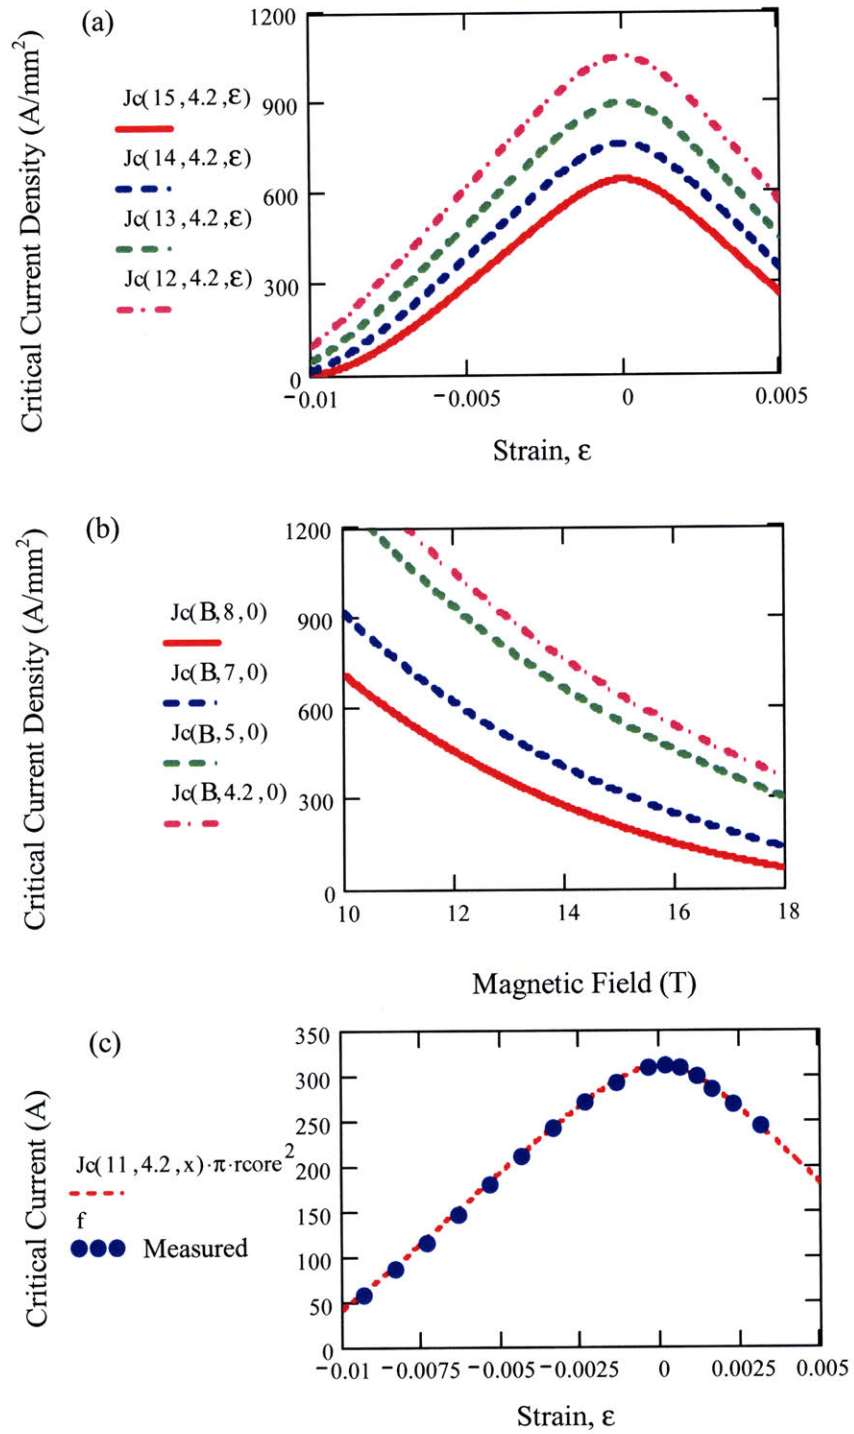 (a)
Critical Current Density (A/mm²)
Jc(15,4.2,ε)
Jc(14,4.2,ε)
Jc(13,4.2,ε)
Jc(12,4.2,ε)
1200
900
600
300
0
−0.01 −0.005 0 0.005
Strain, ε
(b)
Critical Current Density (A/mm²)
Jc(B,8,0)
Jc(B,7,0)
Jc(B,5,0)
Jc(B,4.2,0)
1200
900
600
300
0
10 12 14 16 18
Magnetic Field (T)
(c)
Critical Current (A)
Jc(11,4.2,x)·π·rcore²
f
Measured
350
300
250
200
150
100
50
0
−0.01 −0.0075 −0.005 −0.0025 0 0.0025 0.005
Strain, ε